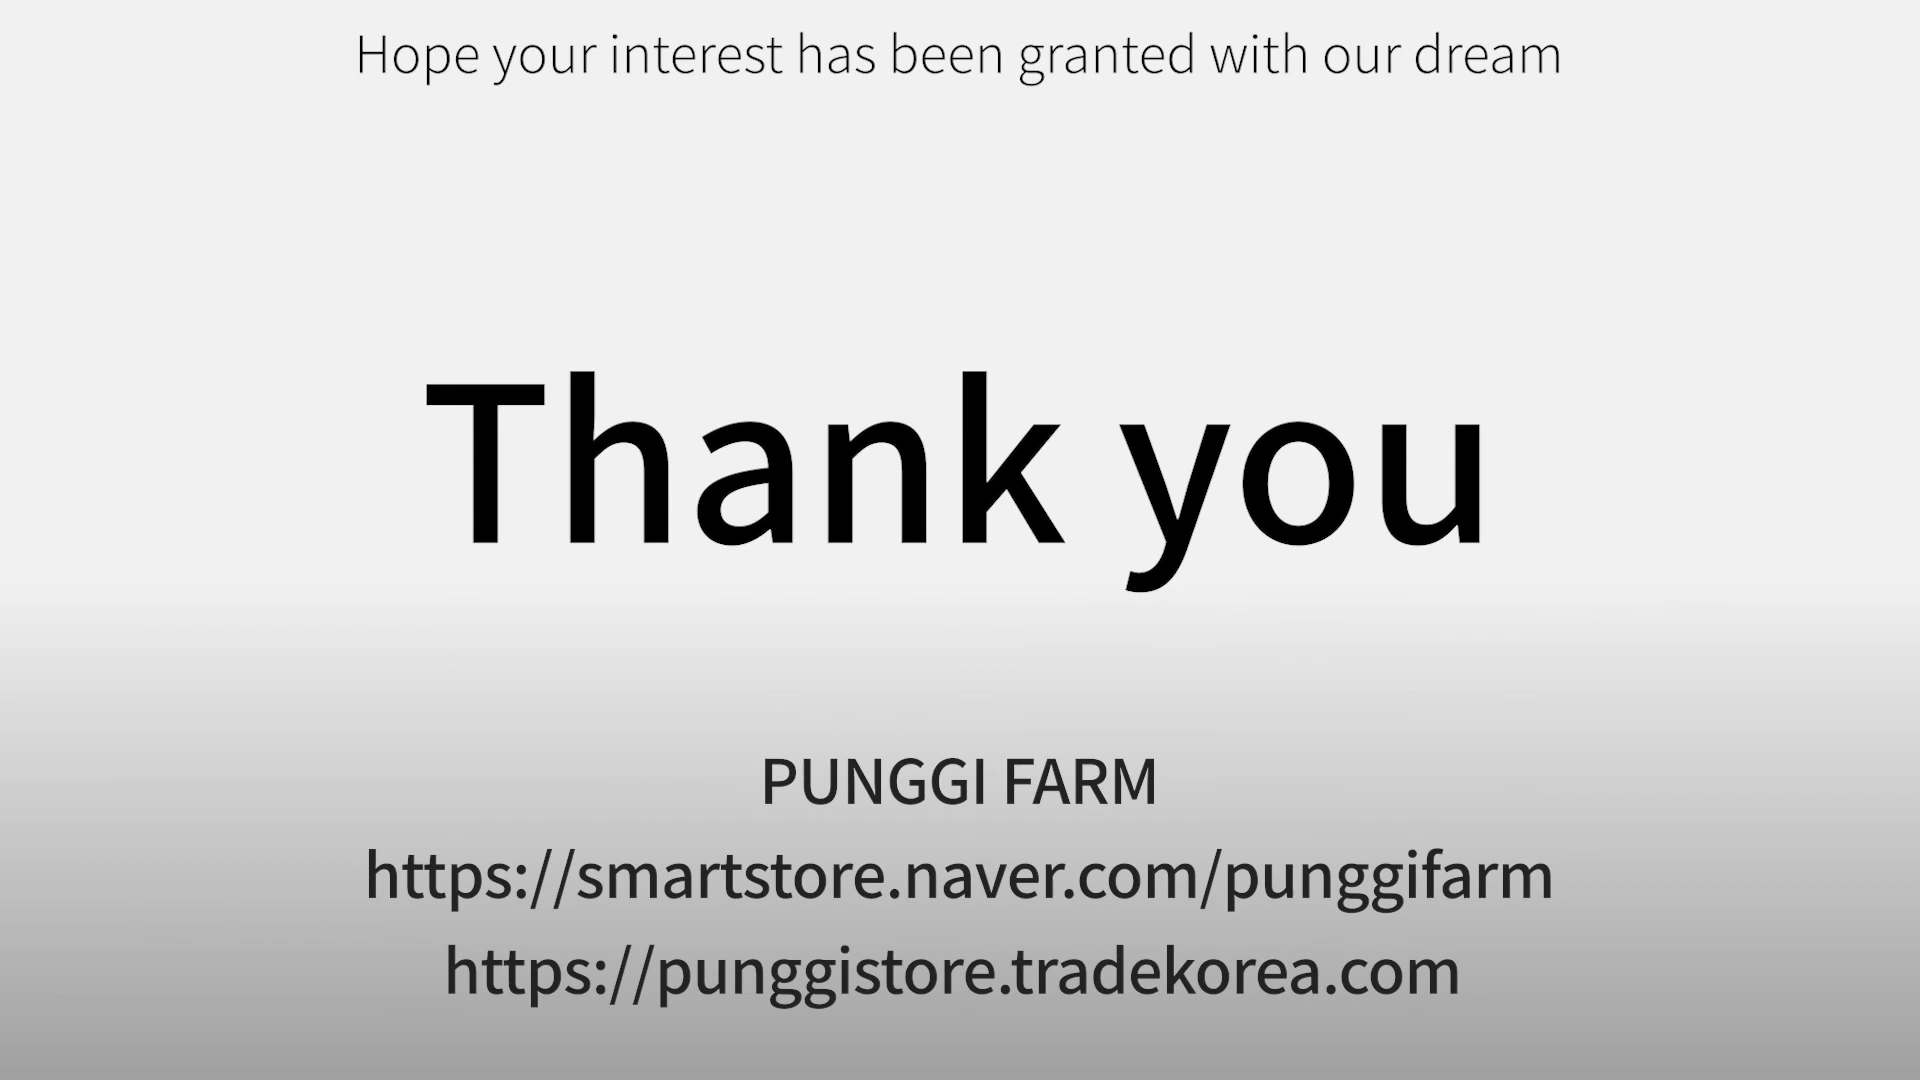 Hope your interest has been granted with our dream
Thank you
PUNGGI FARM
https://smartstore.naver.com/punggifarm
https://punggistore.tradekorea.com